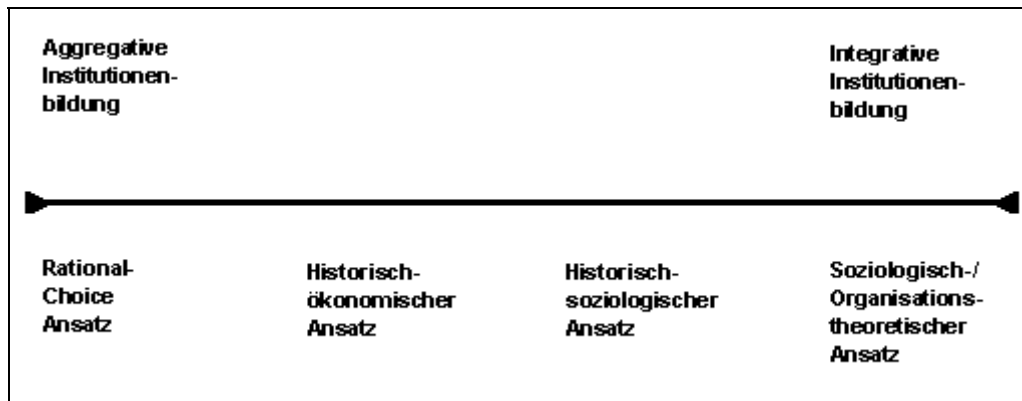 Aggregative
Institutionen-
bildung
Integrative
Institutionen-
bildung
Rational-
Choice
Ansatz
Historisch-
ökonomischer
Ansatz
Historisch-
soziologischer
Ansatz
Soziologisch-/
Organisations-
theoretischer
Ansatz